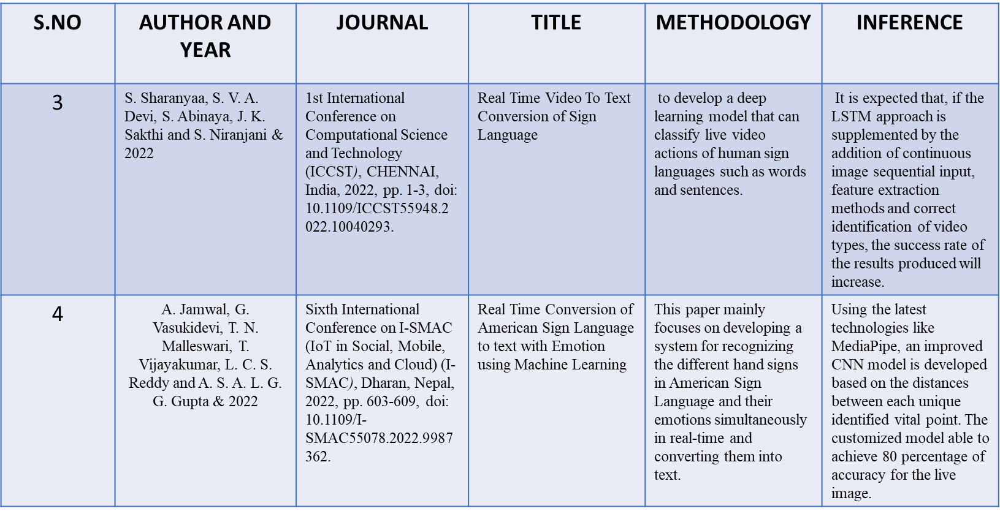 S.NO
AUTHOR AND
YEAR
JOURNAL
TITLE
METHODOLOGY
INFERENCE
3
S. Sharanyaa, S. V. A.
Devi, S. Abinaya, J. K.
Sakthi and S. Niranjani &
2022
1st International
Conference on
Computational Science
and Technology
(ICCST), CHENNAI,
India, 2022, pp. 1-3, doi:
10.1109/ICCST55948.2
022.10040293.
Real Time Video To Text
Conversion of Sign
Language
to develop a deep
learning model that can
classify live video
actions of human sign
languages such as words
and sentences.
It is expected that, if the
LSTM approach is
supplemented by the
addition of continuous
image sequential input,
feature extraction
methods and correct
identification of video
types, the success rate of
the results produced will
increase.
4
A. Jamwal, G.
Vasukidevi, T. N.
Malleswari, T.
Vijayakumar, L. C. S.
Reddy and A. S. A. L. G.
G. Gupta & 2022
Sixth International
Conference on I-SMAC
(IoT in Social, Mobile,
Analytics and Cloud) (I-
SMAC), Dharan, Nepal,
2022, pp. 603-609, doi:
10.1109/I-
SMAC55078.2022.9987
362.
Real Time Conversion of
American Sign Language
to text with Emotion
using Machine Learning
This paper mainly
focuses on developing a
system for recognizing
the different hand signs
in American Sign
Language and their
emotions simultaneously
in real-time and
converting them into
text.
Using the latest
technologies like
MediaPipe, an improved
CNN model is developed
based on the distances
between each unique
identified vital point. The
customized model able to
achieve 80 percentage of
accuracy for the live
image.